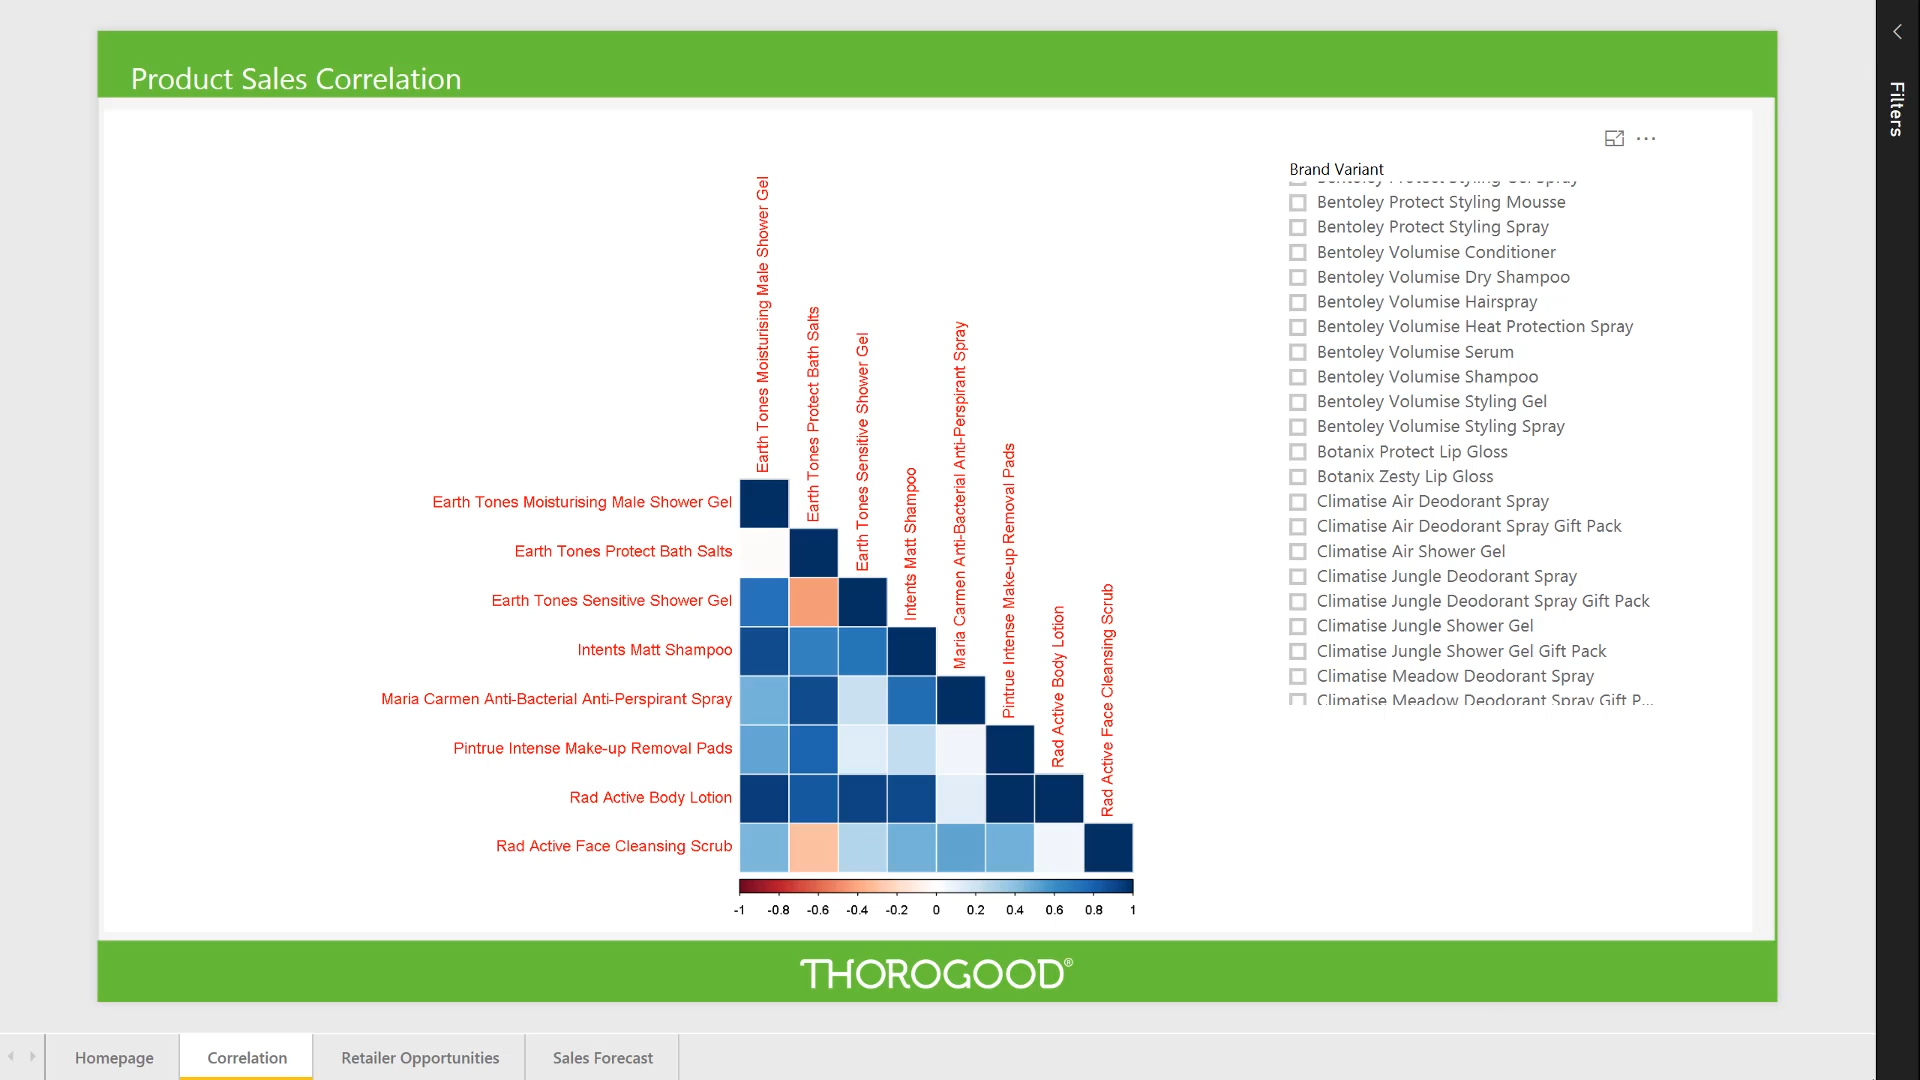 Product Sales Correlation
Filters
Brand Variant
Bentoley Protect Styling Gel Spray
Bentoley Protect Styling Mousse
Bentoley Protect Styling Spray
Bentoley Volumise Conditioner
Bentoley Volumise Dry Shampoo
Bentoley Volumise Hairspray
Bentoley Volumise Heat Protection Spray
Bentoley Volumise Serum
Bentoley Volumise Shampoo
Bentoley Volumise Styling Gel
Bentoley Volumise Styling Spray
Botanix Protect Lip Gloss
Botanix Zesty Lip Gloss
Climatise Air Deodorant Spray
Climatise Air Deodorant Spray Gift Pack
Climatise Air Shower Gel
Climatise Jungle Deodorant Spray
Climatise Jungle Deodorant Spray Gift Pack
Climatise Jungle Shower Gel
Climatise Jungle Shower Gel Gift Pack
Climatise Meadow Deodorant Spray
Climatise Meadow Deodorant Spray Gift P...
Earth Tones Moisturising Male Shower Gel
Earth Tones Protect Bath Salts
Earth Tones Sensitive Shower Gel
Intents Matt Shampoo
Maria Carmen Anti-Bacterial Anti-Perspirant Spray
Pintrue Intense Make-up Removal Pads
Rad Active Body Lotion
Rad Active Face Cleansing Scrub
Earth Tones Moisturising Male Shower Gel
Earth Tones Protect Bath Salts
Earth Tones Sensitive Shower Gel
Intents Matt Shampoo
Maria Carmen Anti-Bacterial Anti-Perspirant Spray
Pintrue Intense Make-up Removal Pads
Rad Active Body Lotion
Rad Active Face Cleansing Scrub
-1 -0.8 -0.6 -0.4 -0.2 0 0.2 0.4 0.6 0.8 1
THOROGOOD®
Homepage Correlation Retailer Opportunities Sales Forecast